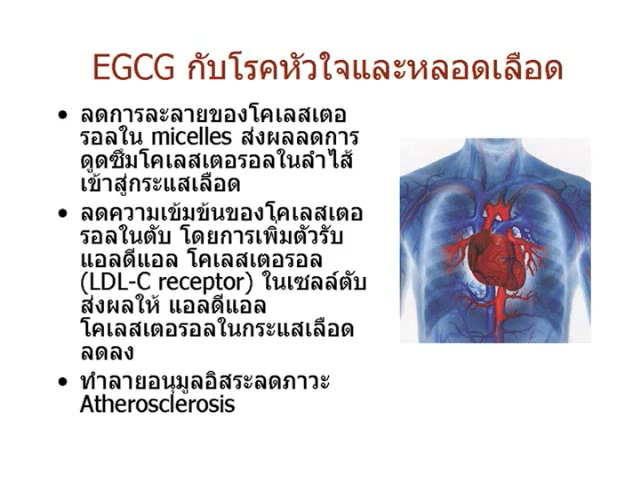 EGCG กับโรคหัวใจและหลอดเลือด
• ลดการละลายของโคเลสเตอ
รอลใน micelles ส่งผลลดการ
ดูดซึมโคเลสเตอรอลในลำไส้
เข้าสู่กระแสเลือด
• ลดความเข้มข้นของโคเลสเตอ
รอลในตับ โดยการเพิ่มตัวรับ
แอลดีแอล โคเลสเตอรอล
(LDL-C receptor) ในเซลล์ตับ
ส่งผลให้ แอลดีแอล
โคเลสเตอรอลในกระแสเลือด
ลดลง
• ทำลายอนุมูลอิสระลดภาวะ
Atherosclerosis